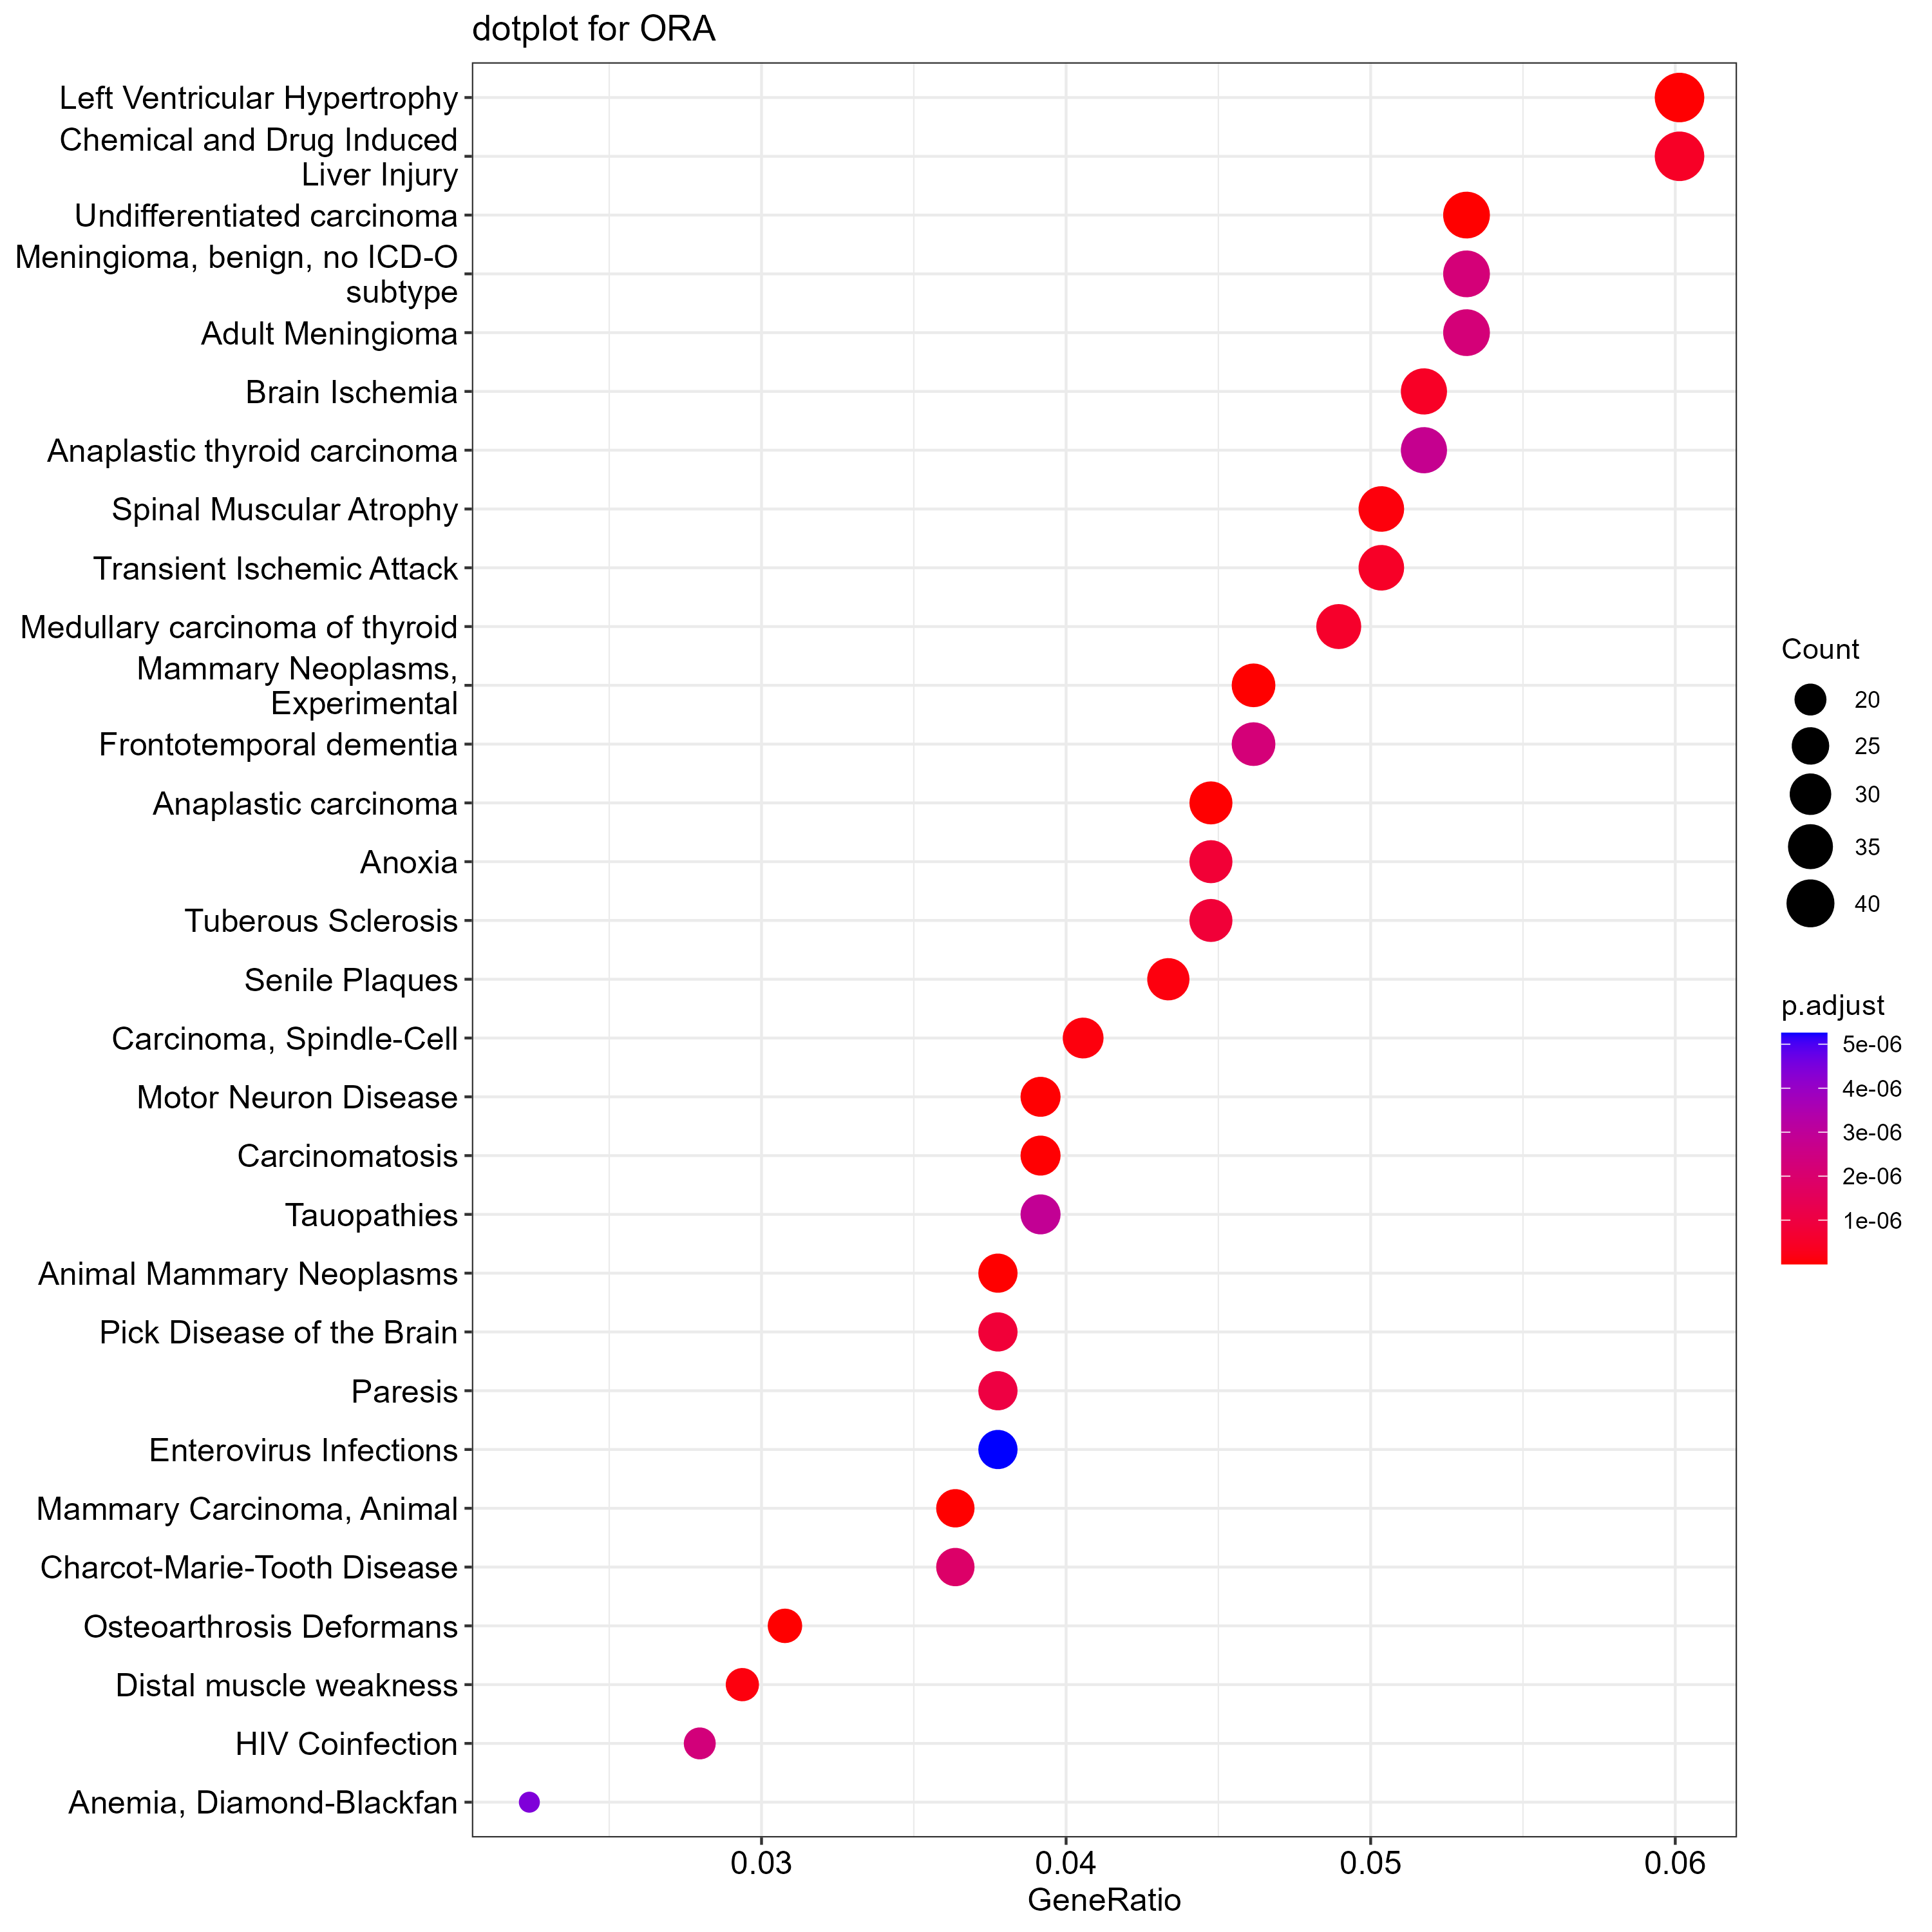 dotplot for ORA
Left Ventricular Hypertrophy
Chemical and Drug Induced
Liver Injury
Undifferentiated carcinoma
Meningioma, benign, no ICD-O
subtype
Adult Meningioma
Brain Ischemia
Anaplastic thyroid carcinoma
Spinal Muscular Atrophy
Transient Ischemic Attack
Medullary carcinoma of thyroid
Mammary Neoplasms,
Experimental
Frontotemporal dementia
Anaplastic carcinoma
Anoxia
Tuberous Sclerosis
Senile Plaques
Carcinoma, Spindle-Cell
Motor Neuron Disease
Carcinomatosis
Tauopathies
Animal Mammary Neoplasms
Pick Disease of the Brain
Paresis
Enterovirus Infections
Mammary Carcinoma, Animal
Charcot-Marie-Tooth Disease
Osteoarthrosis Deformans
Distal muscle weakness
HIV Coinfection
Anemia, Diamond-Blackfan
0.03
0.04
0.05
0.06
GeneRatio
Count
20
25
30
35
40
p.adjust
5e-06
4e-06
3e-06
2e-06
1e-06